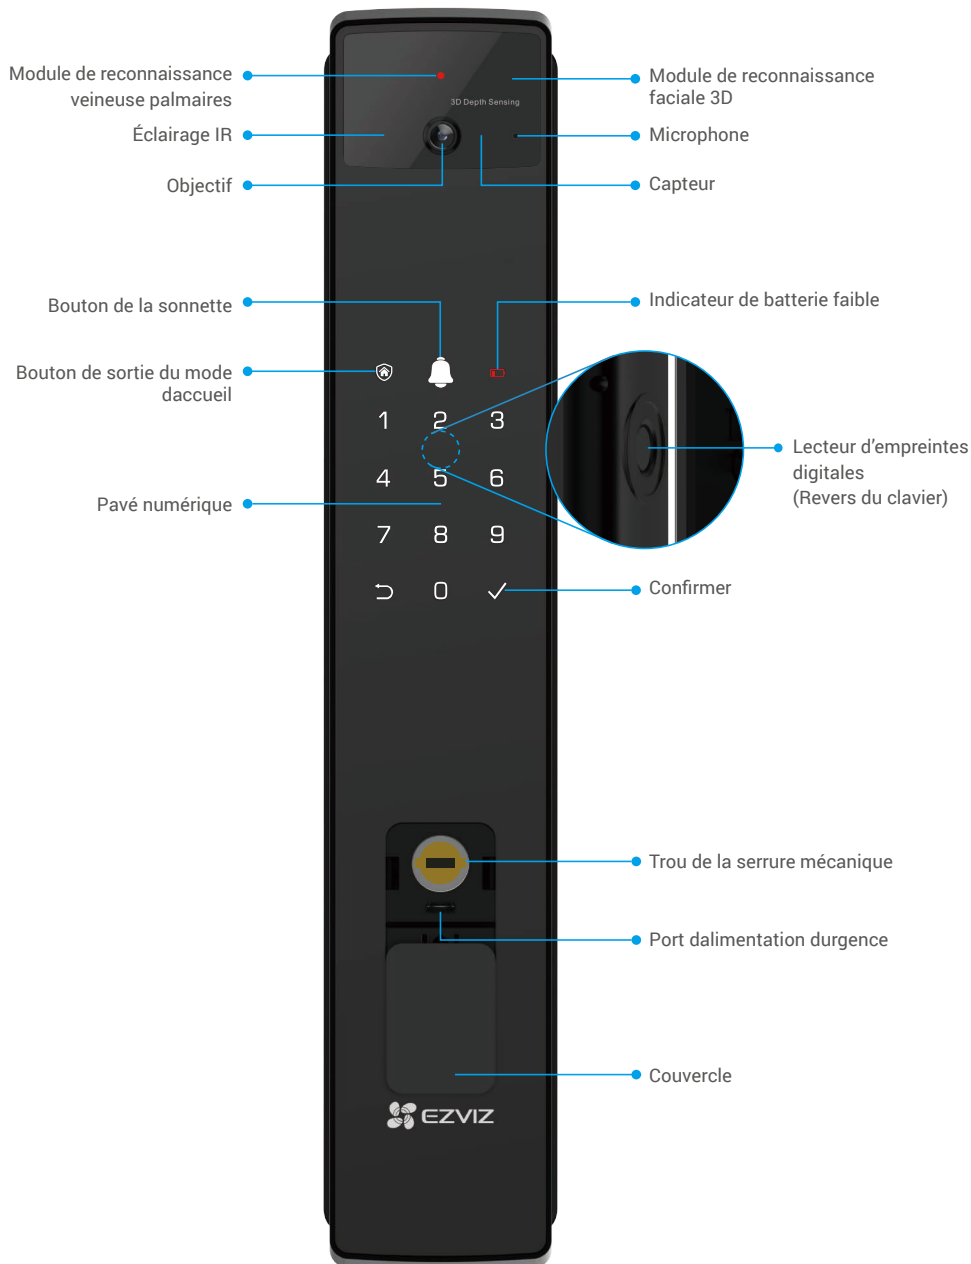 Module de reconnaissance
veineuse palmaires
Module de reconnaissance
faciale 3D
3D Depth Sensing
Éclairage IR
Microphone
Objectif
Capteur
Bouton de la sonnette
Indicateur de batterie faible
Bouton de sortie du mode
daccueil
1 2 3
Lecteur d’empreintes
digitales
(Revers du clavier)
4 5 6
Pavé numérique
7 8 9
0
Confirmer
Trou de la serrure mécanique
Port dalimentation durgence
Couvercle
EZVIZ